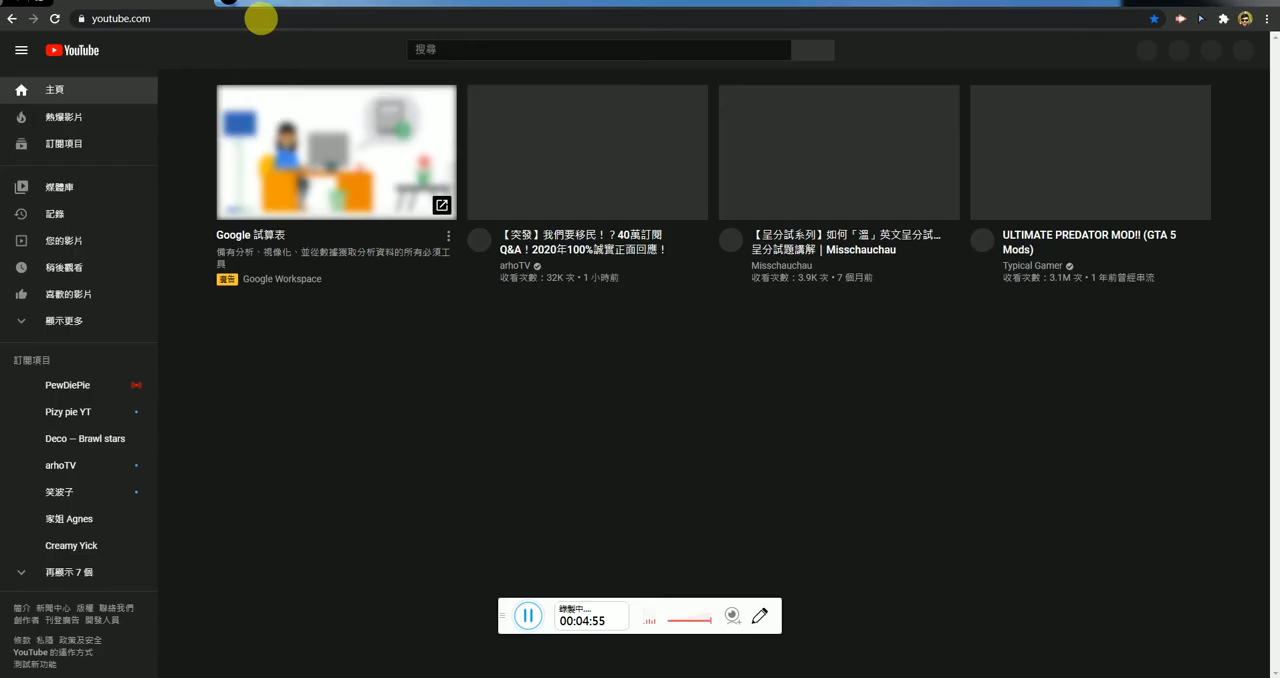 youtube.com
YouTube
搜尋
主頁
熱爆影片
訂閱項目
媒體庫
記錄
您的影片
稍後觀看
喜歡的影片
顯示更多
訂閱項目
PewDiePie
Pizy pie YT
Deco – Brawl stars
arhoTV
笑波子
家姐 Agnes
Creamy Yick
再顯示 7 個
簡介 新聞中心 版權 聯絡我們
創作者 刊登廣告 開發人員
條款 私隱 政策及安全
YouTube 的運作方式
測試新功能
Google 試算表
備有分析、視像化、並從數據獲取分析資料的所有必須工
具
廣告 Google Workspace
【突發】我們要移民！？40萬訂閱
Q&A！2020年100%誠實正面回應！
arhoTV
收看次數：32K 次 • 1 小時前
【呈分試系列】如何「溫」英文呈分試...
呈分試題講解｜Misschauchau
Misschauchau
收看次數：3.9K 次 • 7 個月前
ULTIMATE PREDATOR MOD!! (GTA 5
Mods)
Typical Gamer
收看次數：3.1M 次 • 1 年前曾經串流
錄製中....
00:04:55